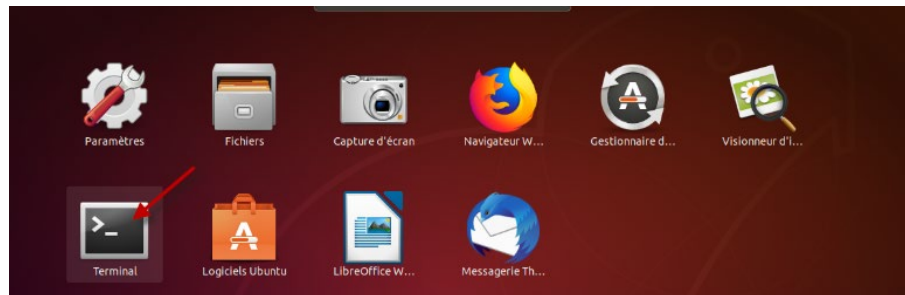 Paramètres
Fichiers
Capture d'écran
Navigateur W...
Gestionnaire d...
Visionneur d'i...
Terminal
Logiciels Ubuntu
LibreOffice W...
Messagerie Th...